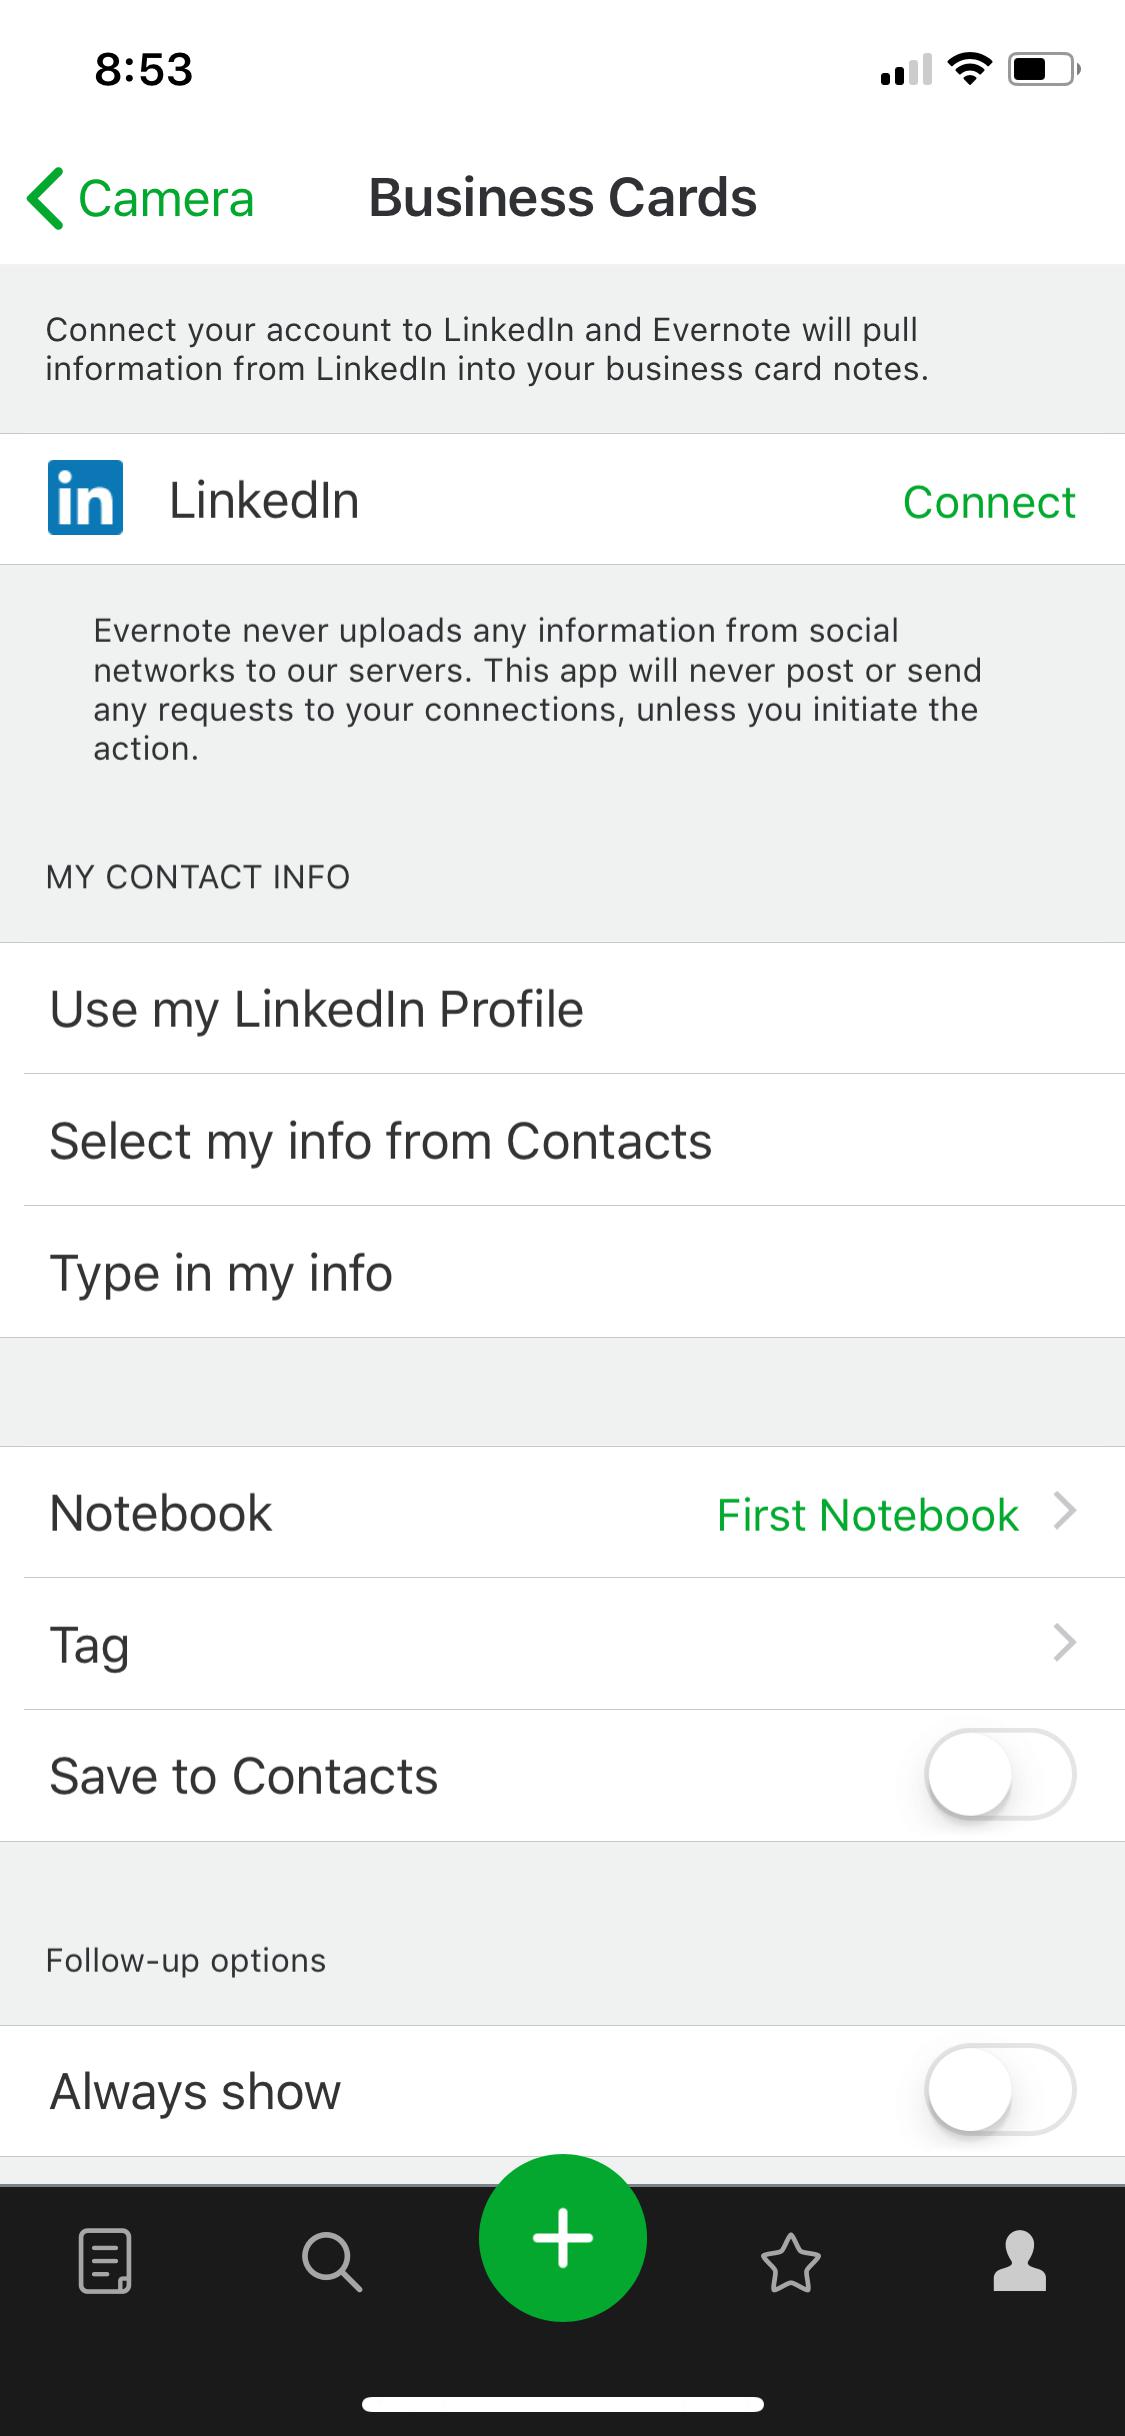 8:53
Camera
Business Cards
Connect your account to LinkedIn and Evernote will pull
information from LinkedIn into your business card notes.
in
LinkedIn
Connect
Evernote never uploads any information from social
networks to our servers. This app will never post or send
any requests to your connections, unless you initiate the
action.
MY CONTACT INFO
Use my LinkedIn Profile
Select my info from Contacts
Type in my info
Notebook
First Notebook
Tag
Save to Contacts
Follow-up options
Always show